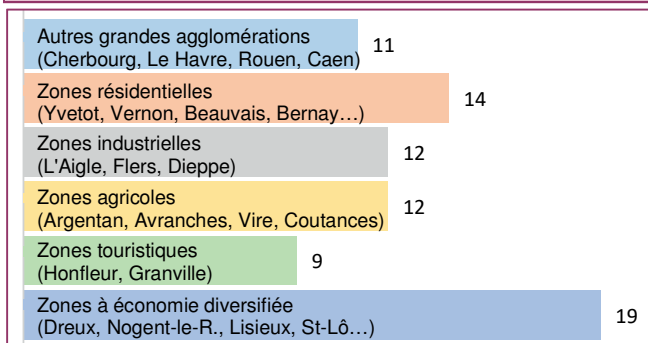 Autres grandes agglomérations
(Cherbourg, Le Havre, Rouen, Caen)
11
Zones résidentielles
(Yvetot, Vernon, Beauvais, Bernay…)
14
Zones industrielles
(L'Aigle, Flers, Dieppe)
12
Zones agricoles
(Argentan, Avranches, Vire, Coutances)
12
Zones touristiques
(Honfleur, Granville)
9
Zones à économie diversifiée
(Dreux, Nogent-le-R., Lisieux, St-Lô…)
19